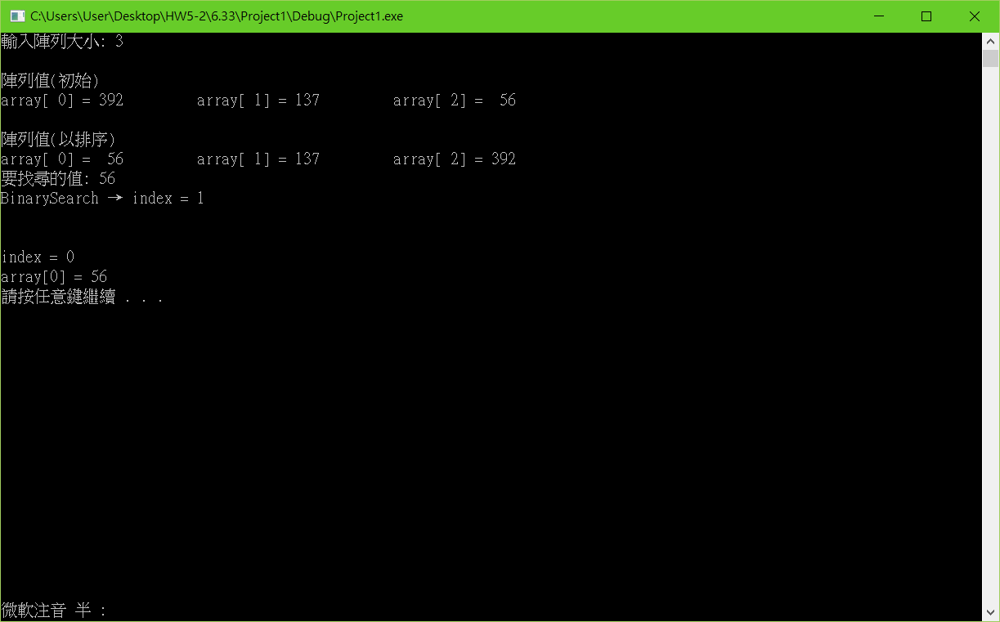 C:\Users\User\Desktop\HW5-2\6.33\Project1\Debug\Project1.exe
輸入陣列大小: 3
陣列值(初始)
array[ 0] = 392         array[ 1] = 137         array[ 2] =  56
陣列值(以排序)
array[ 0] =  56         array[ 1] = 137         array[ 2] = 392
要找尋的值: 56
BinarySearch → index = 1
index = 0
array[0] = 56
請按任意鍵繼續 . . .
微軟注音 半 :